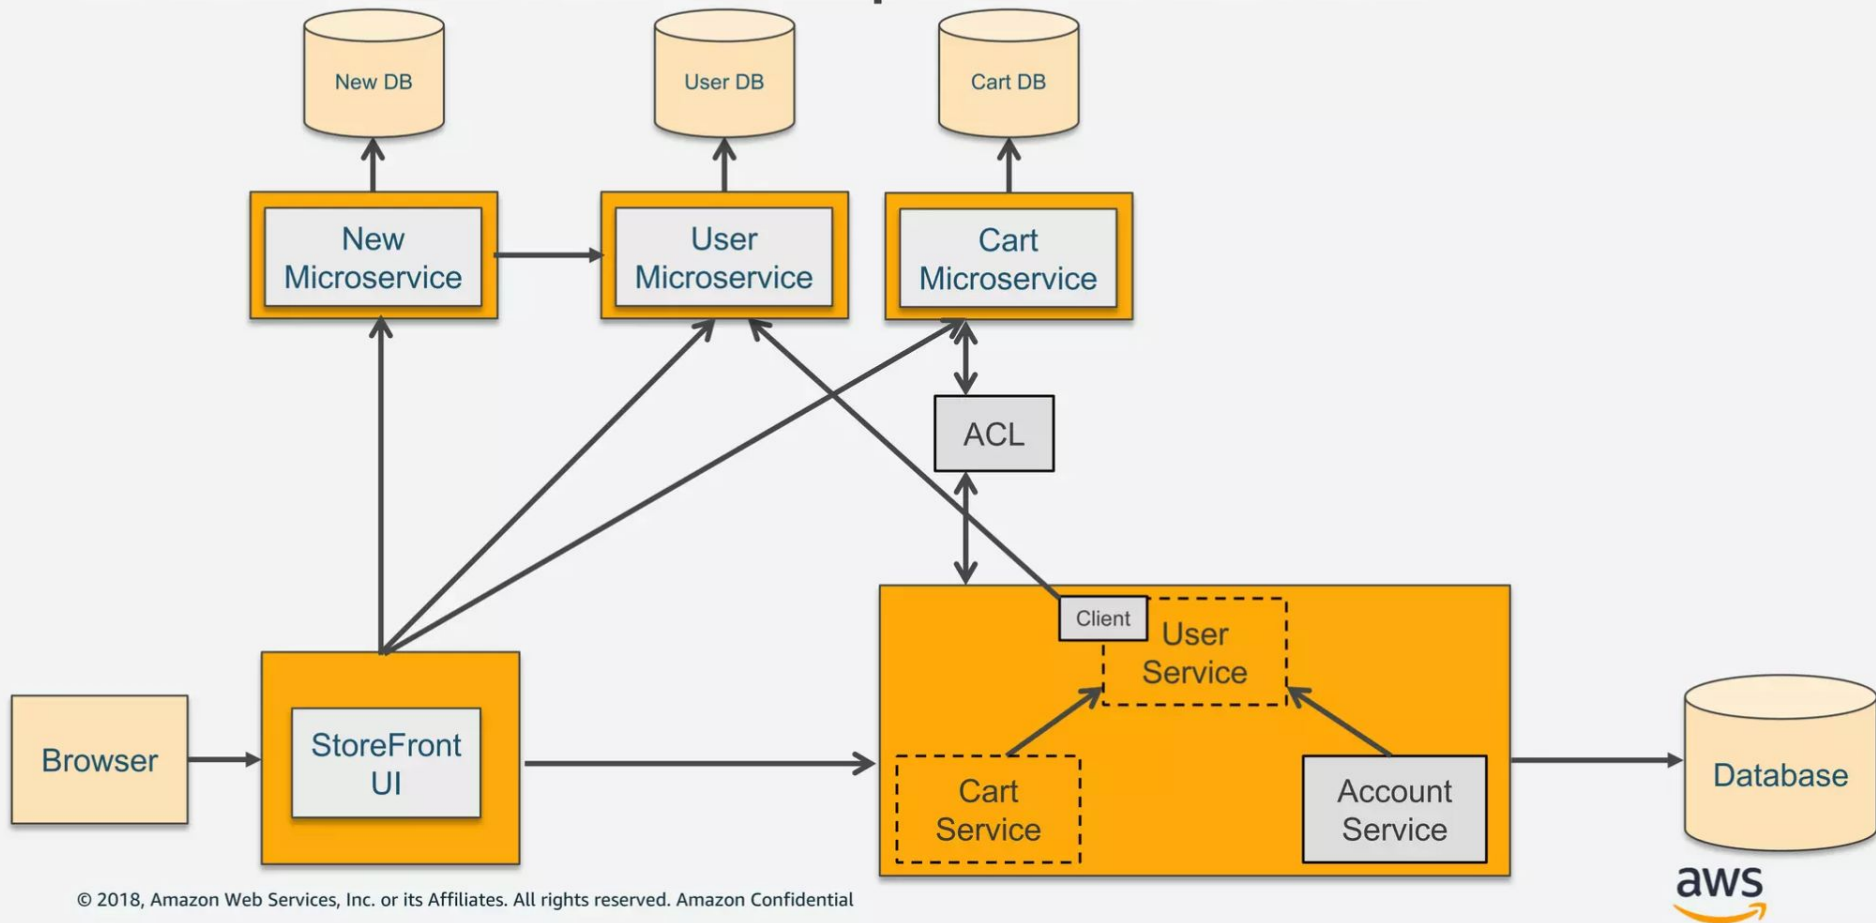 New DB
User DB
Cart DB
New
Microservice
User
Microservice
Cart
Microservice
ACL
Client
User
Service
Browser
StoreFront
UI
Cart
Service
Account
Service
Database
© 2018, Amazon Web Services, Inc. or its Affiliates. All rights reserved. Amazon Confidential
aws